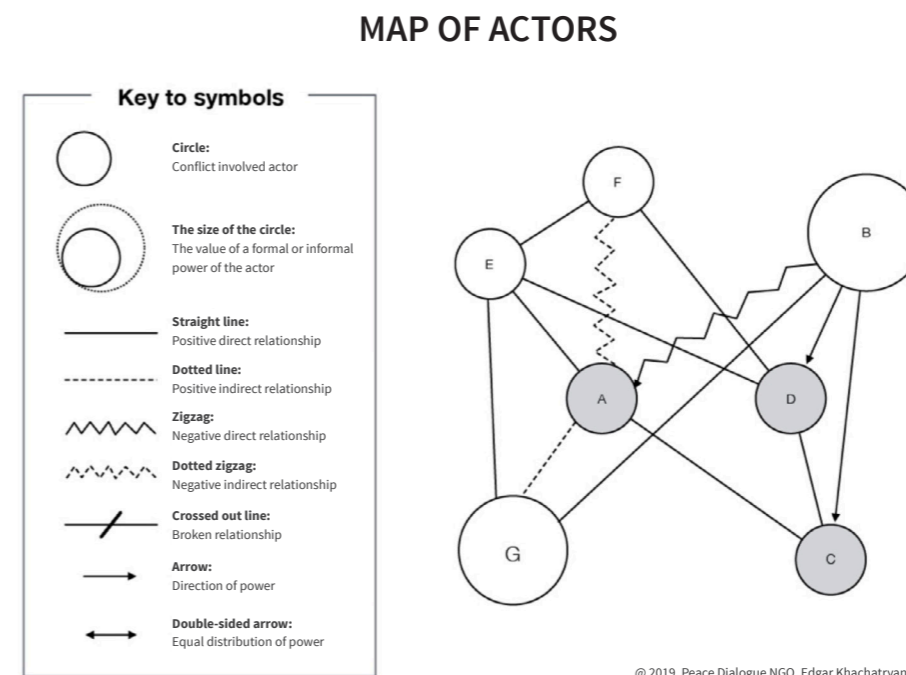 MAP OF ACTORS
Key to symbols
Circle:
Conflict involved actor
The size of the circle:
The value of a formal or informal
power of the actor
Straight line:
Positive direct relationship
Dotted line:
Positive indirect relationship
Zigzag:
Negative direct relationship
Dotted zigzag:
Negative indirect relationship
Crossed out line:
Broken relationship
Arrow:
Direction of power
Double-sided arrow:
Equal distribution of power
F
B
E
A
D
G
C
@ 2019, Peace Dialogue NGO, Edgar Khachatryan